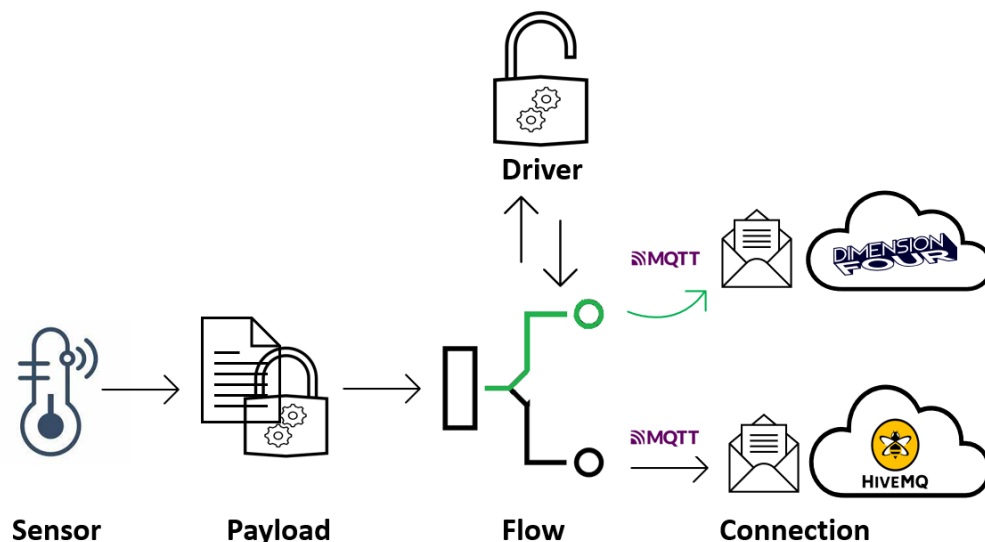 Driver
MQTT
DIMENSION
FOUR
MQTT
HIVEMQ
Sensor
Payload
Flow
Connection